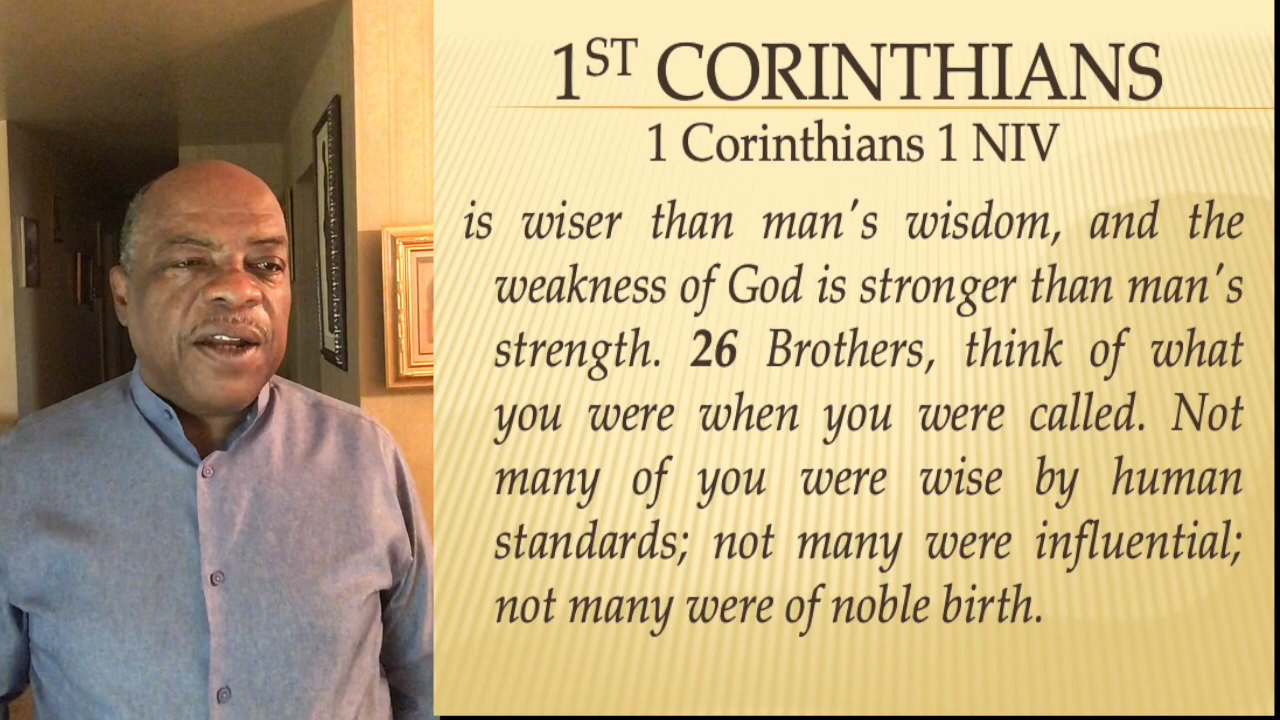 1ST CORINTHIANS
1 Corinthians 1 NIV
is wiser than man's wisdom, and the
weakness of God is stronger than man's
strength. 26 Brothers, think of what
you were when you were called. Not
many of you were wise by human
standards; not many were influential;
not many were of noble birth.